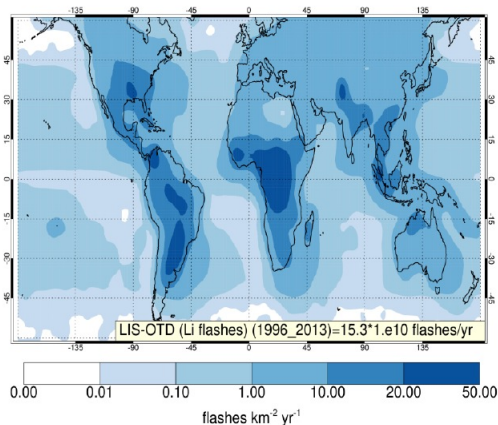 -135 -90 -45 0 45 90 135
45 45
30 30
15 15
0 0
-15 -15
-30 -30
-45 -45
LIS-OTD (Li flashes) (1996_2013)=15.3*1.e10 flashes/yr
-135 -90 -45 0 45 90 135
0.00 0.01 0.10 1.00 10.00 20.00 50.00
flashes km⁻² yr⁻¹